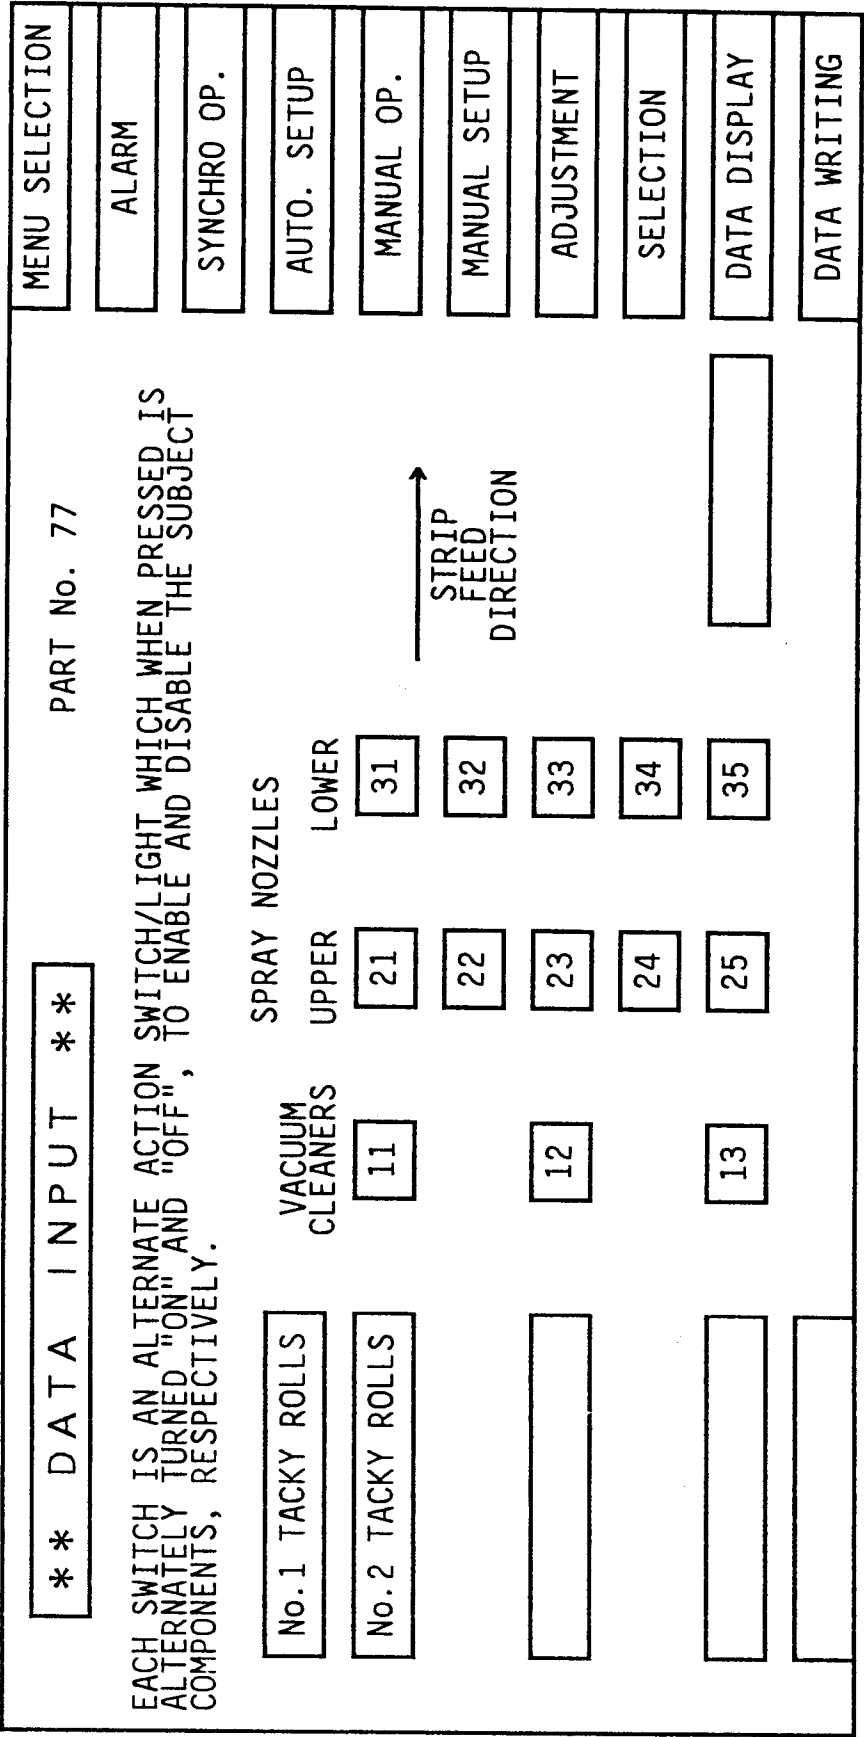 ** DATA INPUT **
PART No. 77
EACH SWITCH IS AN ALTERNATE ACTION SWITCH/LIGHT WHICH WHEN PRESSED IS
ALTERNATELY TURNED "ON" AND "OFF", TO ENABLE AND DISABLE THE SUBJECT
COMPONENTS, RESPECTIVELY.
No.1 TACKY ROLLS
No.2 TACKY ROLLS
VACUUM
CLEANERS
11
12
13
SPRAY NOZZLES
UPPER
LOWER
21
31
22
32
23
33
24
34
25
35
STRIP
FEED
DIRECTION
MENU SELECTION
ALARM
SYNCHRO OP.
AUTO. SETUP
MANUAL OP.
MANUAL SETUP
ADJUSTMENT
SELECTION
DATA DISPLAY
DATA WRITING